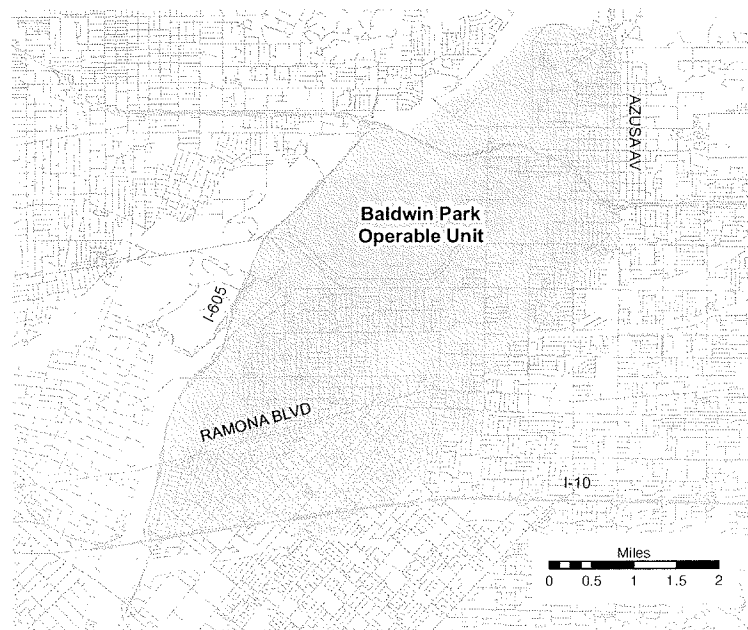 AZUSA AV
Baldwin Park
Operable Unit
I-605
RAMONA BLVD
I-10
Miles
0 0.5 1 1.5 2